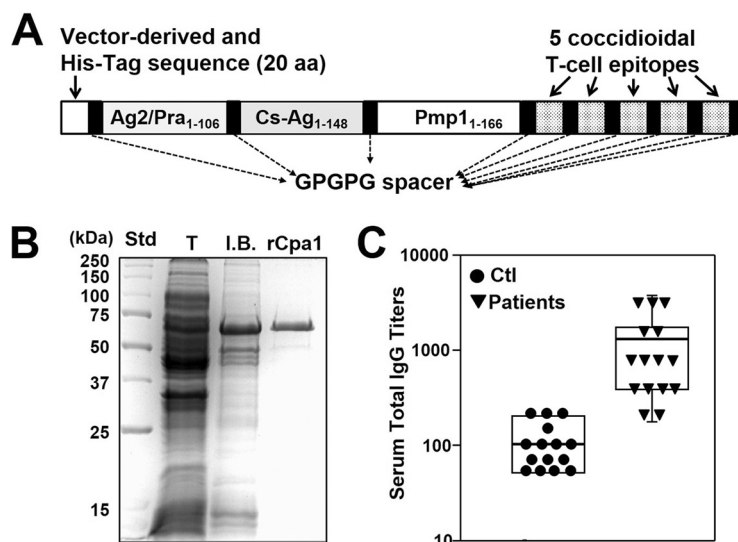 A
Vector-derived and
His-Tag sequence (20 aa)
5 coccidioidal
T-cell epitopes
Ag2/Pra1-106
Cs-Ag1-148
Pmp11-166
GPGPG spacer
B
(kDa) Std T I.B. rCpa1
250
150
100
75
50
37
25
15
C
Serum Total IgG Titers
10000
1000
100
10
Ctl
Patients